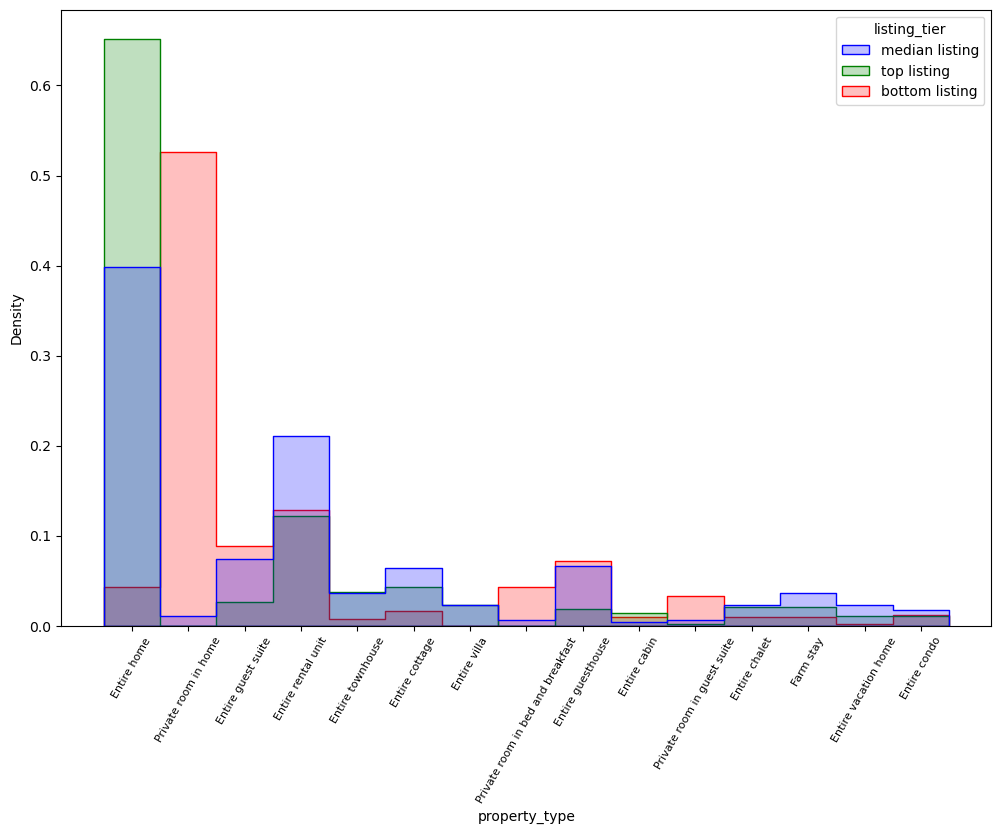 listing_tier
median listing
top listing
bottom listing
Density
0.6
0.5
0.4
0.3
0.2
0.1
0.0
Entire home
Private room in home
Entire guest suite
Entire rental unit
Entire townhouse
Entire cottage
Entire villa
Private room in bed and breakfast
Entire guesthouse
Entire cabin
Private room in guest suite
Entire chalet
Farm stay
Entire vacation home
Entire condo
property_type